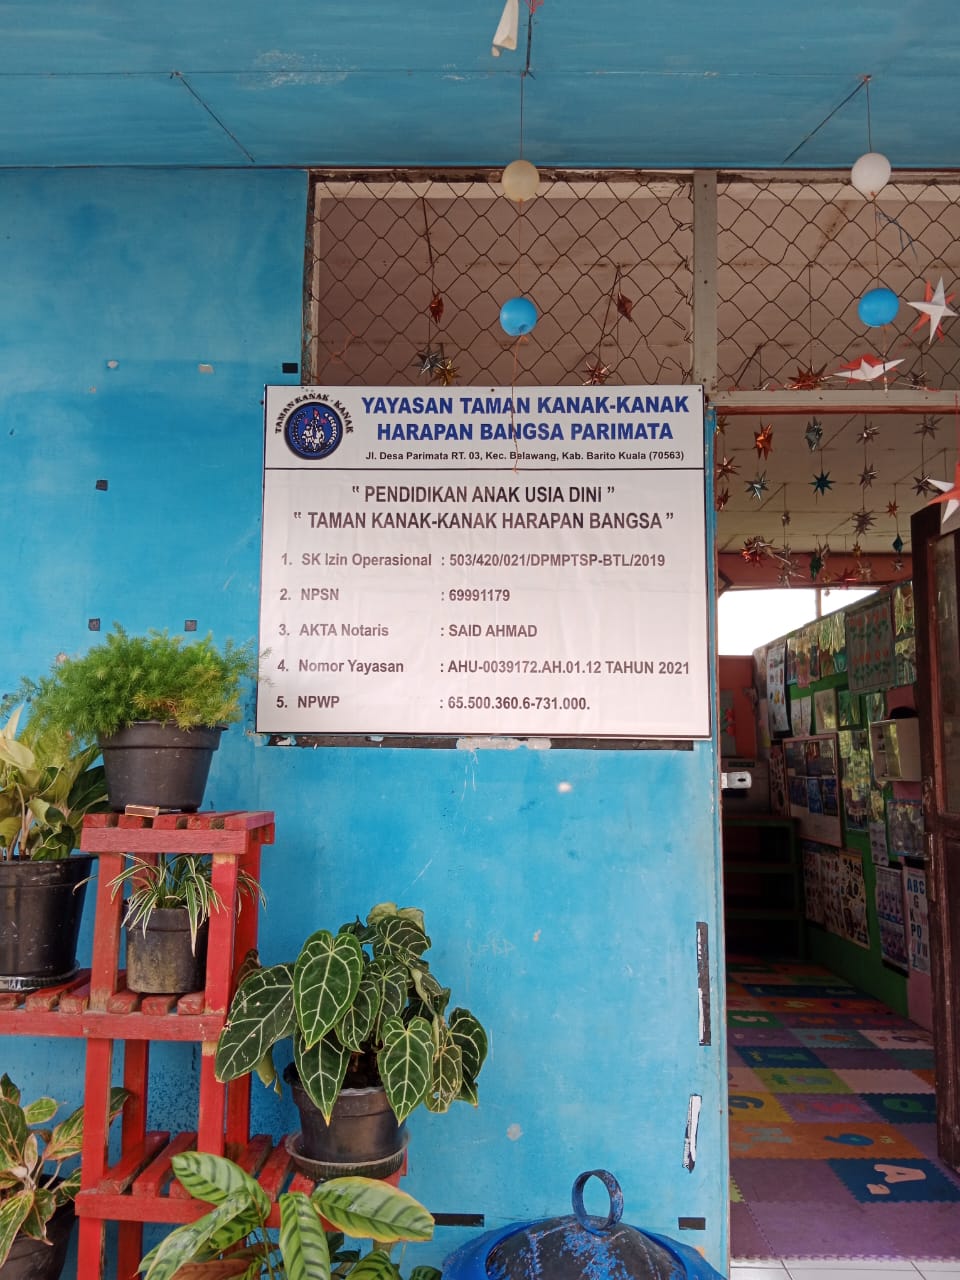 TAMAN KANAK - KANAK
YAYASAN TAMAN KANAK-KANAK
HARAPAN BANGSA PARIMATA
Jl. Desa Parimata RT. 03, Kec. Belawang, Kab. Barito Kuala (70563)
" PENDIDIKAN ANAK USIA DINI "
" TAMAN KANAK-KANAK HARAPAN BANGSA "
1. SK Izin Operasional : 503/420/021/DPMPTSP-BTL/2019
2. NPSN : 69991179
3. AKTA Notaris : SAID AHMAD
4. Nomor Yayasan : AHU-0039172.AH.01.12 TAHUN 2021
5. NPWP : 65.500.360.6-731.000.
ABC
A